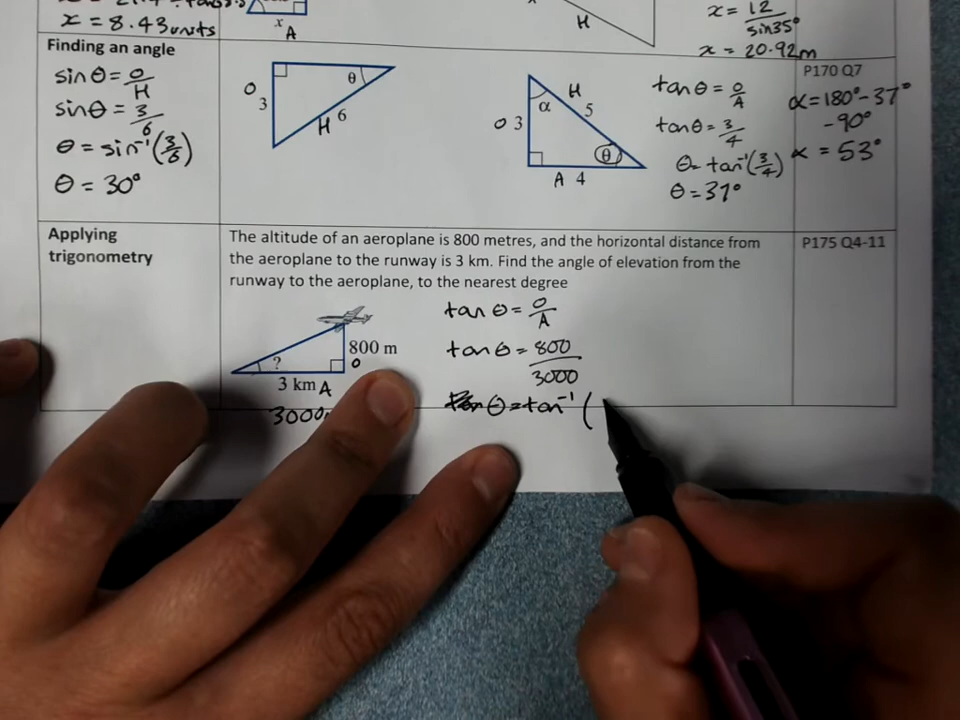 x = 8.43units
x
A
H
x = 12
sin35°
x = 20.92m
Finding an angle
sinθ = O
H
sinθ = 3
6
θ = sin⁻¹(3/6)
θ = 30°
O
3
θ
H 6
α
H
5
O 3
θ
A 4
tanθ = O
A
tanθ = 3
4
θ = tan⁻¹(3/4)
θ = 37°
P170 Q7
α = 180° - 37°
- 90°
α = 53°
Applying
trigonometry
The altitude of an aeroplane is 800 metres, and the horizontal distance from
the aeroplane to the runway is 3 km. Find the angle of elevation from the
runway to the aeroplane, to the nearest degree
P175 Q4-11
?
800 m
O
3 km A
3000
tan θ = O
A
tan θ = 800
3000
θ = tan⁻¹ (